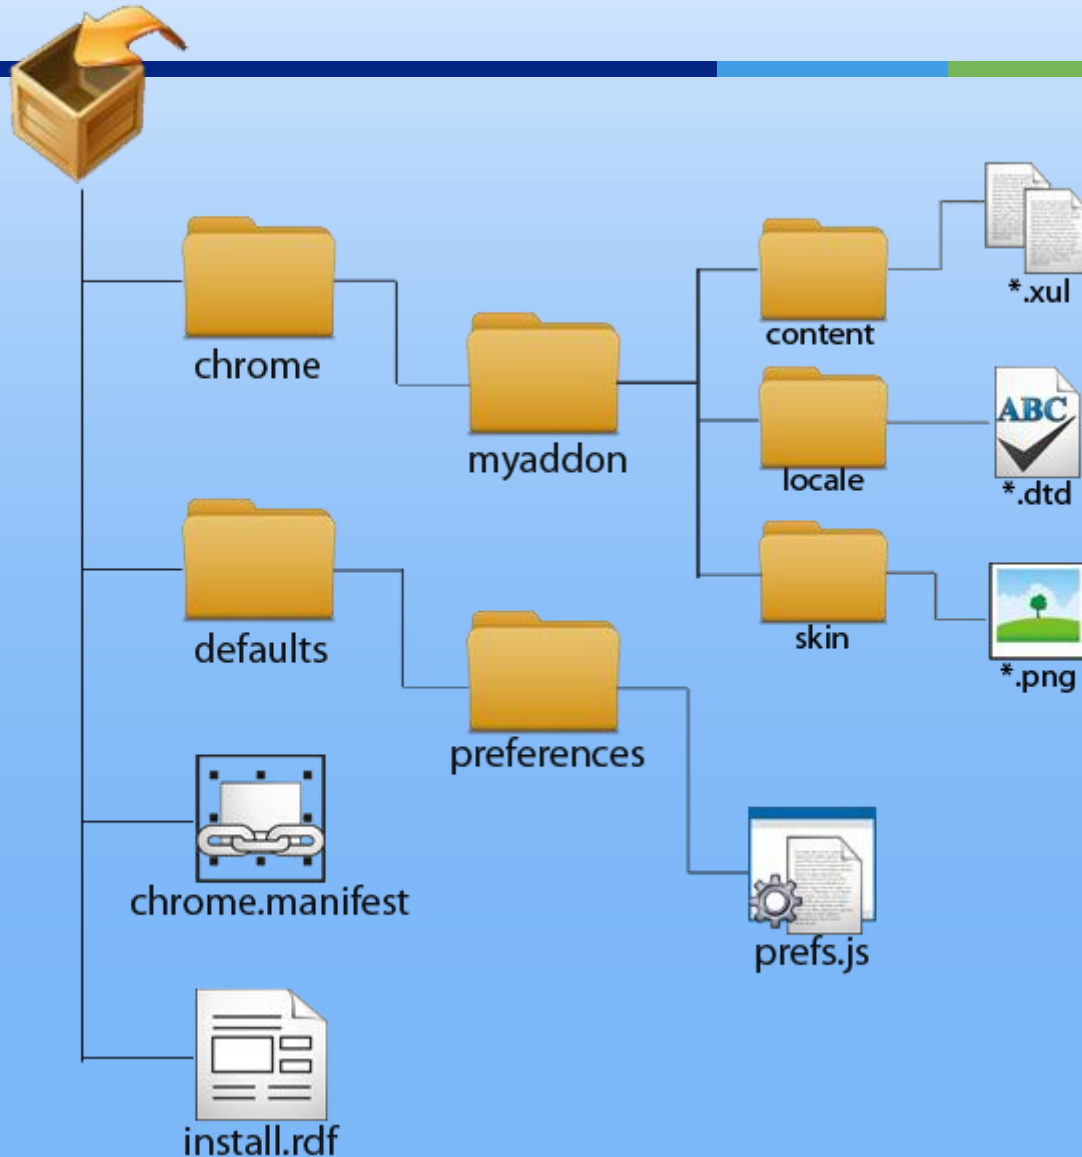 *.xul
content
chrome
myaddon
locale
ABC
*.dtd
skin
defaults
*.png
preferences
chrome.manifest
prefs.js
install.rdf